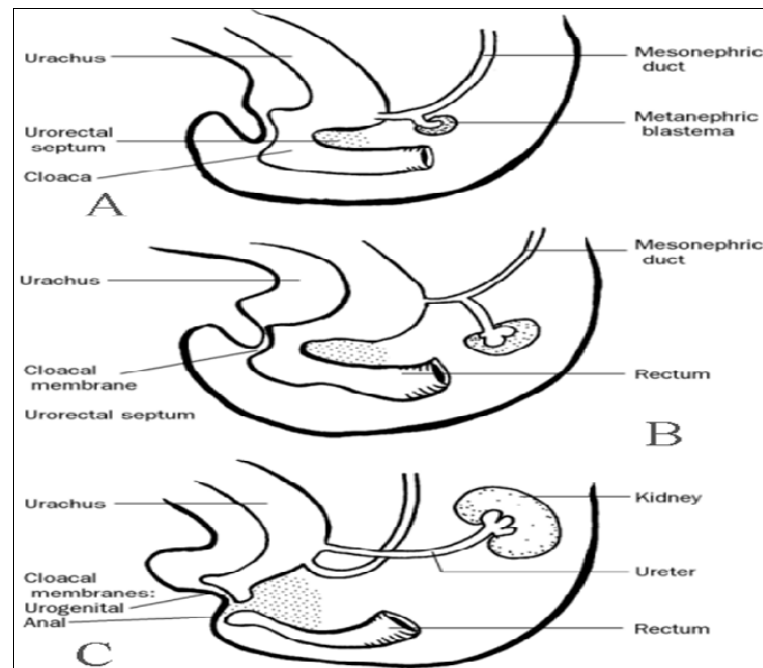 Urachus
Mesonephric
duct
Metanephric
blastema
Urorectal
septum
Cloaca
A
Mesonephric
duct
Urachus
Cloacal
membrane
Rectum
Urorectal septum
B
Urachus
Kidney
Cloacal
membranes:
Urogenital
Anal
Ureter
Rectum
C